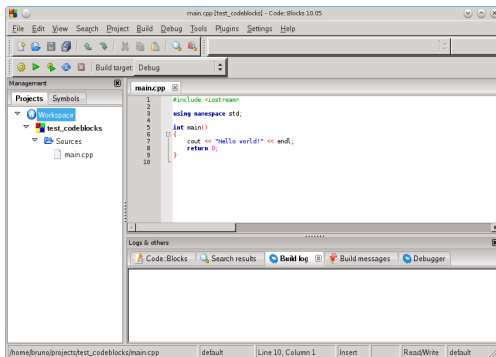 main.cpp [test_codeblocks] - Code::Blocks 10.05
File Edit View Search Project Build Debug Tools Plugins Settings Help
Build target: Debug
Management
Projects Symbols
Workspace
test_codeblocks
Sources
main.cpp
main.cpp
1 #include <iostream>
2
3 using namespace std;
4
5 int main()
6 {
7 cout << "Hello world!" << endl;
8 return 0;
9 }
10
Logs & others
Code::Blocks Search results Build log Build messages Debugger
/home/bruno/projects/test_codeblocks/main.cpp default Line 10, Column 1 Insert Read/Write default